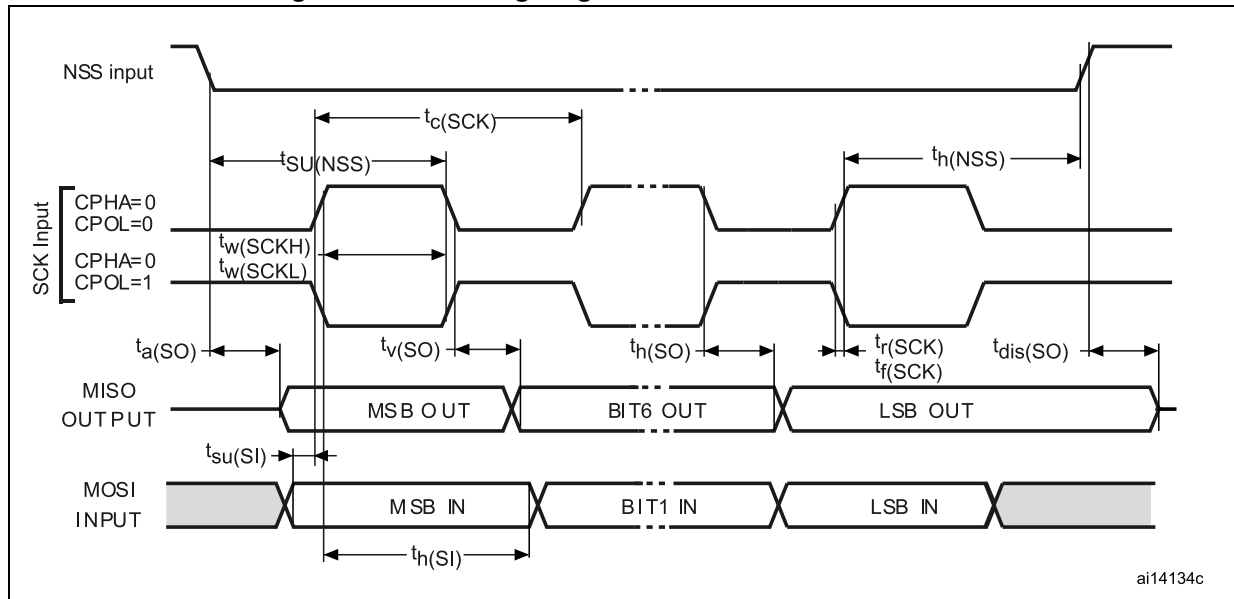 NSS input
tc(SCK)
tSU(NSS)
th(NSS)
SCK Input
CPHA=0
CPOL=0
tw(SCKH)
CPHA=0
tw(SCKL)
CPOL=1
ta(SO)
tv(SO)
th(SO)
tr(SCK)
tf(SCK)
tdis(SO)
MISO
OUTPUT
MSB OUT
BIT6 OUT
LSB OUT
tsu(SI)
MOSI
INPUT
MSB IN
BIT1 IN
LSB IN
th(SI)
ai14134c